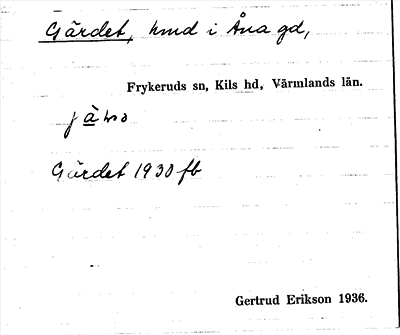 Gärdet, hmd i Åna gd,
Frykeruds sn, Kils hd, Värmlands län.
Gärdet 1930 fb
Gertrud Erikson 1936.